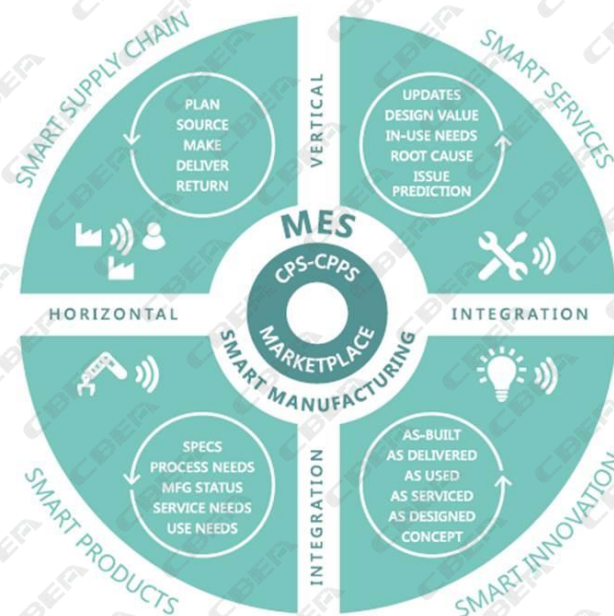 SMART SUPPLY CHAIN
PLAN
SOURCE
MAKE
DELIVER
RETURN
VERTICAL
SMART SERVICES
UPDATES
DESIGN VALUE
IN-USE NEEDS
ROOT CAUSE
ISSUE
PREDICTION
MES
CPS-CPPS
MARKETPLACE
SMART MANUFACTURING
HORIZONTAL
INTEGRATION
SPECS
PROCESS NEEDS
MFG STATUS
SERVICE NEEDS
USE NEEDS
SMART PRODUCTS
INTEGRATION
AS-BUILT
AS DELIVERED
AS USED
AS SERVICED
AS DESIGNED
CONCEPT
SMART INNOVATION
CBEA